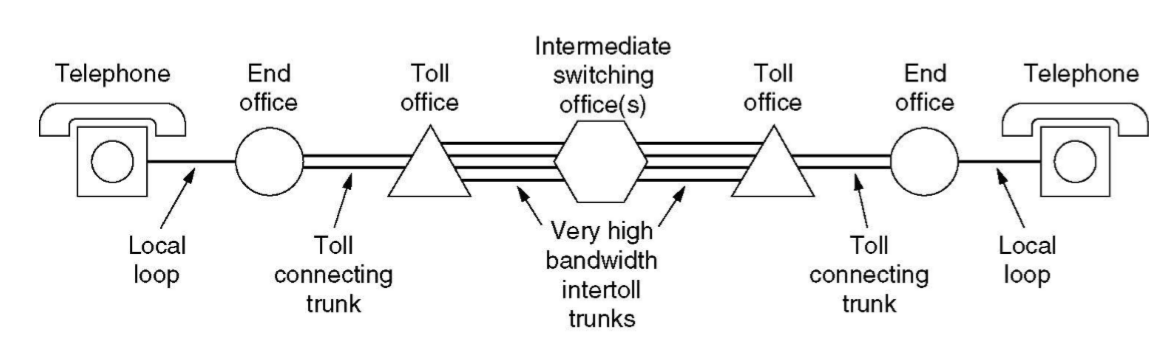 Telephone
End
office
Toll
office
Intermediate
switching
office(s)
Toll
office
End
office
Telephone
Local
loop
Toll
connecting
trunk
Very high
bandwidth
intertoll
trunks
Toll
connecting
trunk
Local
loop